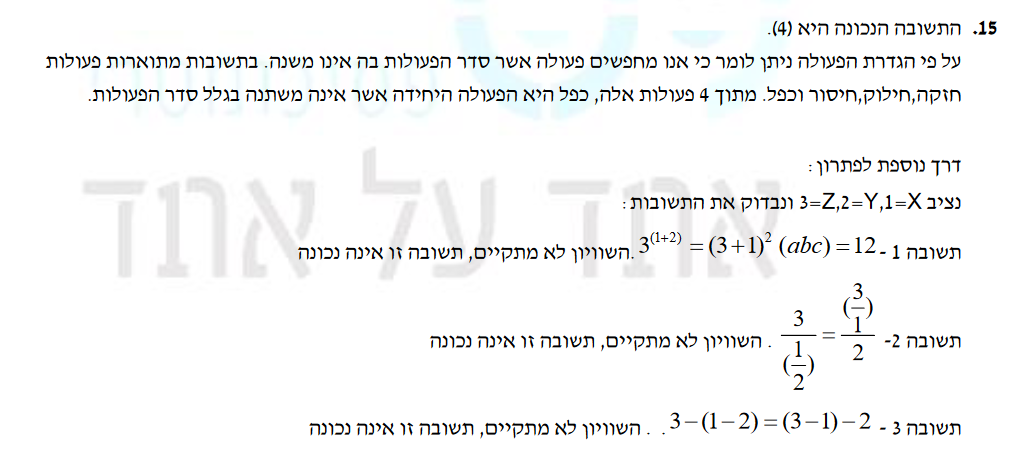 15. התשובה הנכונה היא (4).
על פי הגדרת הפעולה ניתן לומר כי אנו מחפשים פעולה אשר סדר הפעולות בה אינו משנה. בתשובות מתוארות פעולות
חזקה,חילוק,חיסור וכפל. מתוך 4 פעולות אלה, כפל היא הפעולה היחידה אשר אינה משתנה בגלל סדר הפעולות.
דרך נוספת לפתרון :
נציב X=1,Y=2,Z=3 ונבדוק את התשובות :
תשובה 1 - 3^(1+2) = (3+1)^2 (abc) = 12 .השוויון לא מתקיים, תשובה זו אינה נכונה
תשובה 2- 3/(1/2) = (3/1)/2 . השוויון לא מתקיים, תשובה זו אינה נכונה
תשובה 3 - 3-(1-2) = (3-1)-2 . . השוויון לא מתקיים, תשובה זו אינה נכונה
אחד על אחד